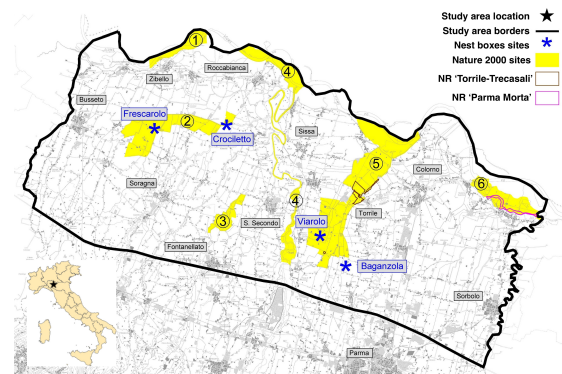 Study area location
Study area borders
Nest boxes sites
Nature 2000 sites
NR 'Torrile-Trecasali'
NR 'Parma Morta'
1
Roccabianca
4
Zibello
Busseto
Frescarolo
2
Crociletto
Sissa
5
Colorno
6
Soragna
3
S. Secondo
4
Viarolo
Torrile
Fontanellato
Baganzola
Sorbolo
Parma